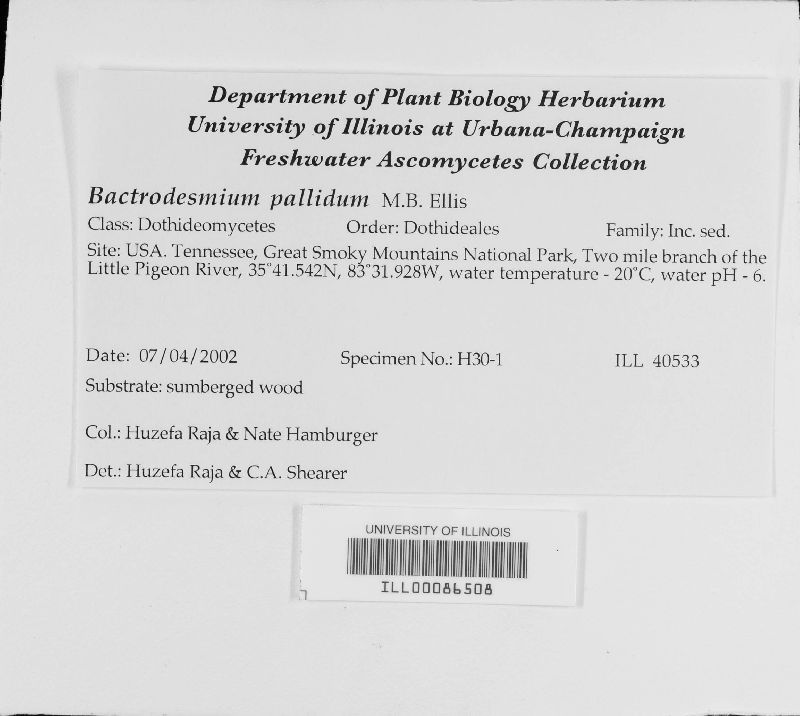 Department of Plant Biology Herbarium
University of Illinois at Urbana-Champaign
Freshwater Ascomycetes Collection
Bactrodesmium pallidum M.B. Ellis
Class: Dothideomycetes Order: Dothideales Family: Inc. sed.
Site: USA. Tennessee, Great Smoky Mountains National Park, Two mile branch of the
Little Pigeon River, 35°41.542N, 83°31.928W, water temperature - 20°C, water pH - 6.
Date: 07/04/2002 Specimen No.: H30-1 ILL 40533
Substrate: sumberged wood
Col.: Huzefa Raja & Nate Hamburger
Det.: Huzefa Raja & C.A. Shearer
UNIVERSITY OF ILLINOIS
ILL00086508